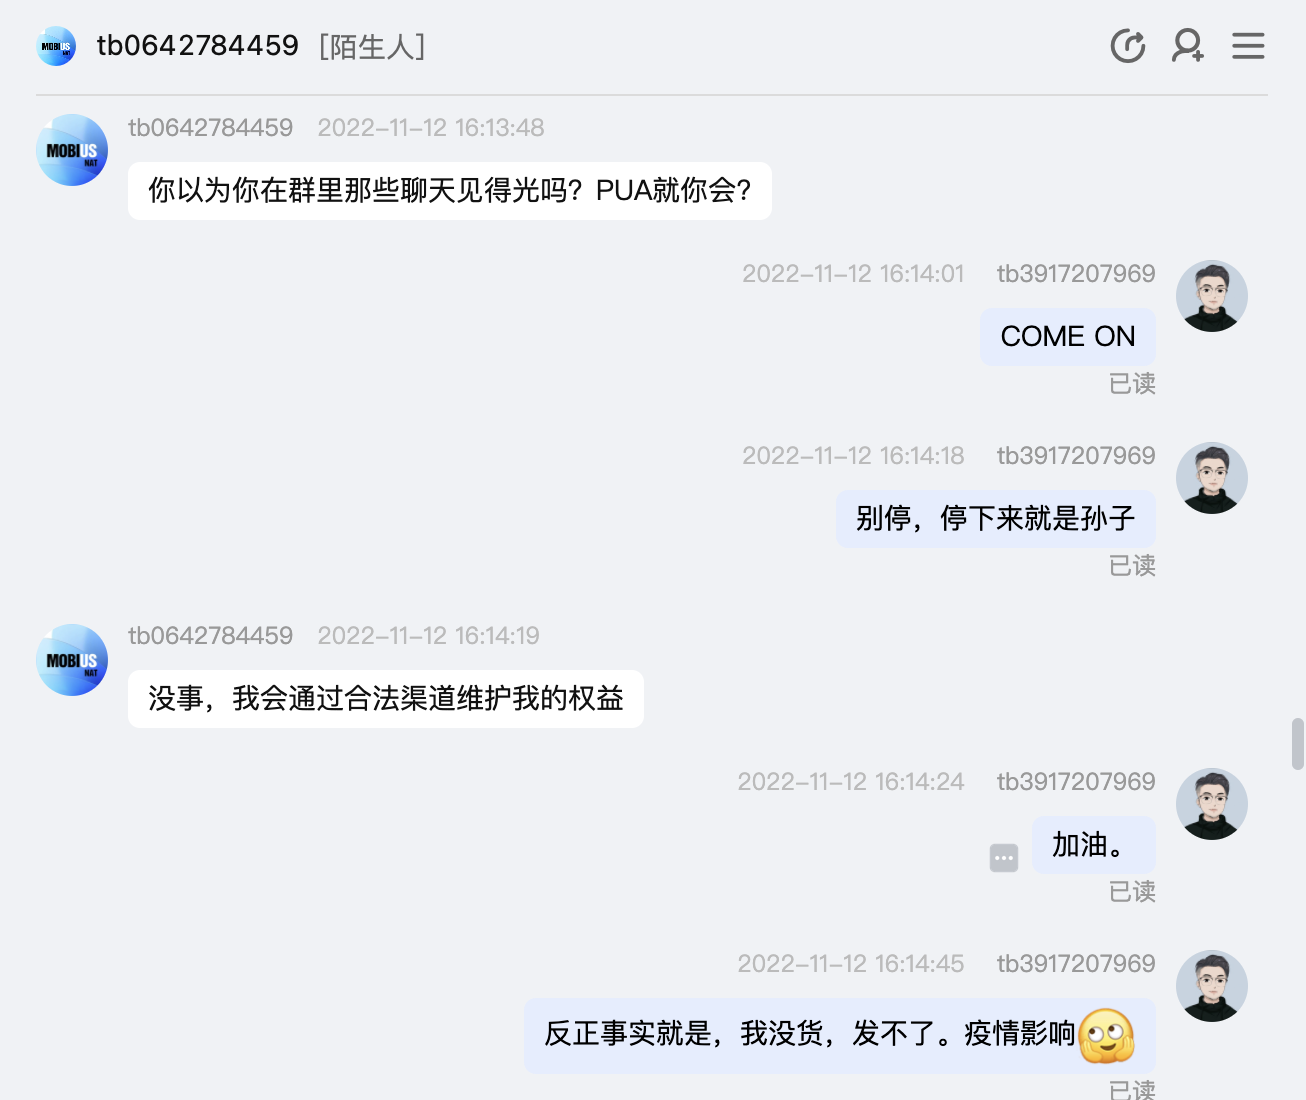 MOBIUS
NAT
tb0642784459 [陌生人]
MOBIUS
NAT
tb0642784459 2022-11-12 16:13:48
你以为你在群里那些聊天见得光吗？PUA就你会？
2022-11-12 16:14:01 tb3917207969
COME ON
已读
2022-11-12 16:14:18 tb3917207969
别停，停下来就是孙子
已读
MOBIUS
NAT
tb0642784459 2022-11-12 16:14:19
没事，我会通过合法渠道维护我的权益
2022-11-12 16:14:24 tb3917207969
加油。
已读
2022-11-12 16:14:45 tb3917207969
反正事实就是，我没货，发不了。疫情影响
已读